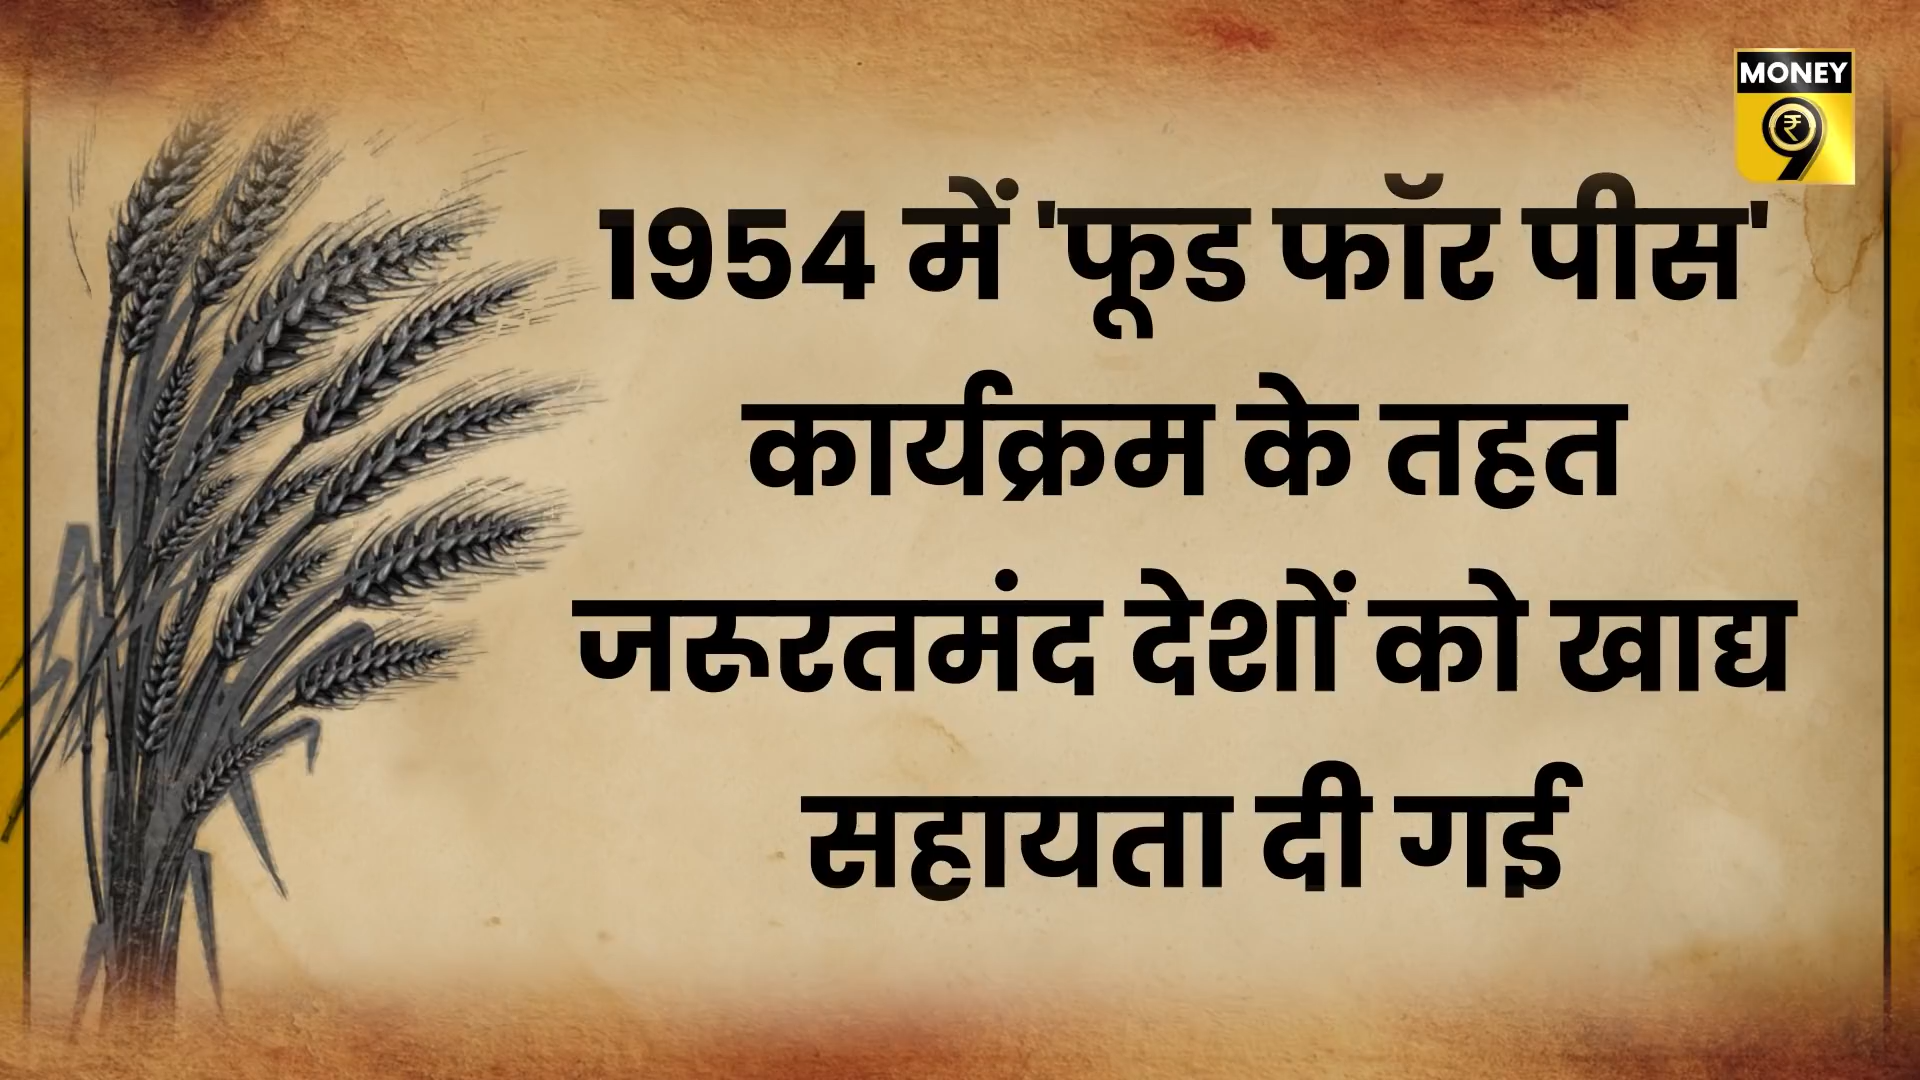 MONEY
9
1954 में 'फूड फॉर पीस'
कार्यक्रम के तहत
जरूरतमंद देशों को खाद्य
सहायता दी गई